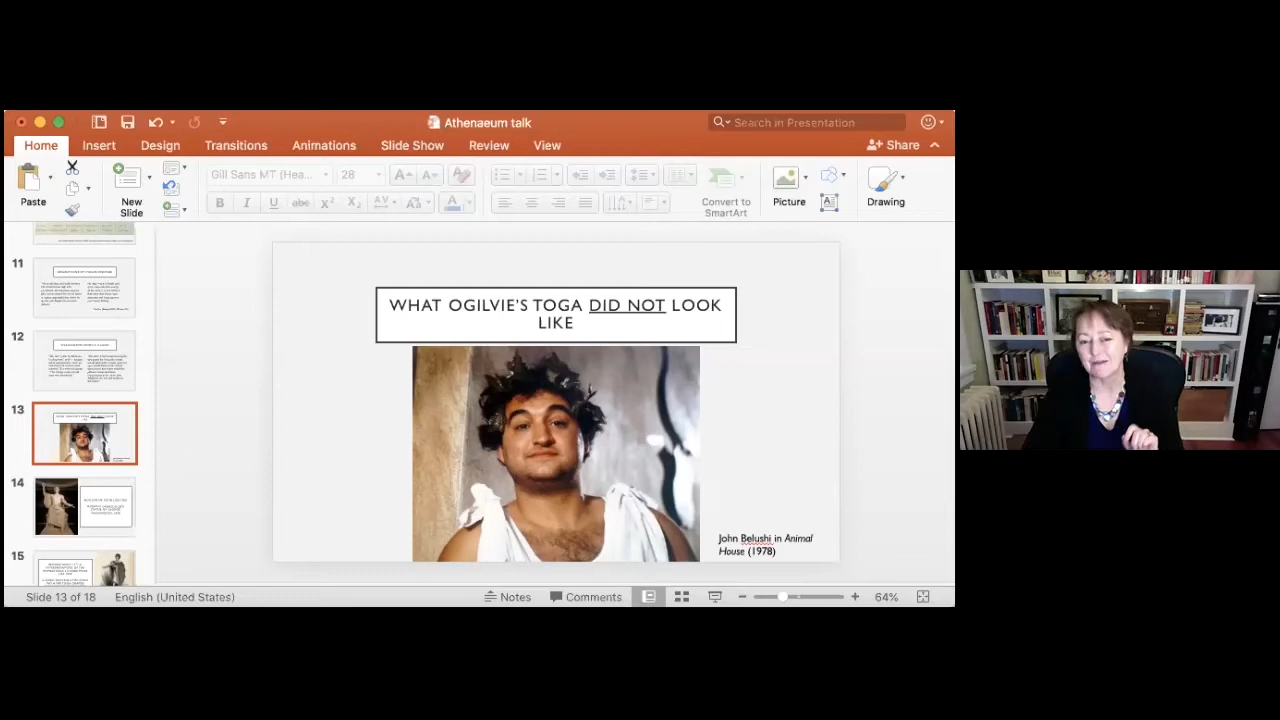 Athenaeum talk
Search in Presentation
Home Insert Design Transitions Animations Slide Show Review View
Share
Paste
New
Slide
Gill Sans MT (Hea...
28
Convert to
SmartArt
Picture
Drawing
11
12
13
14
15
WHAT OGILVIE'S TOGA DID NOT LOOK
LIKE
John Belushi in Animal
House (1978)
Slide 13 of 18
English (United States)
Notes
Comments
64%